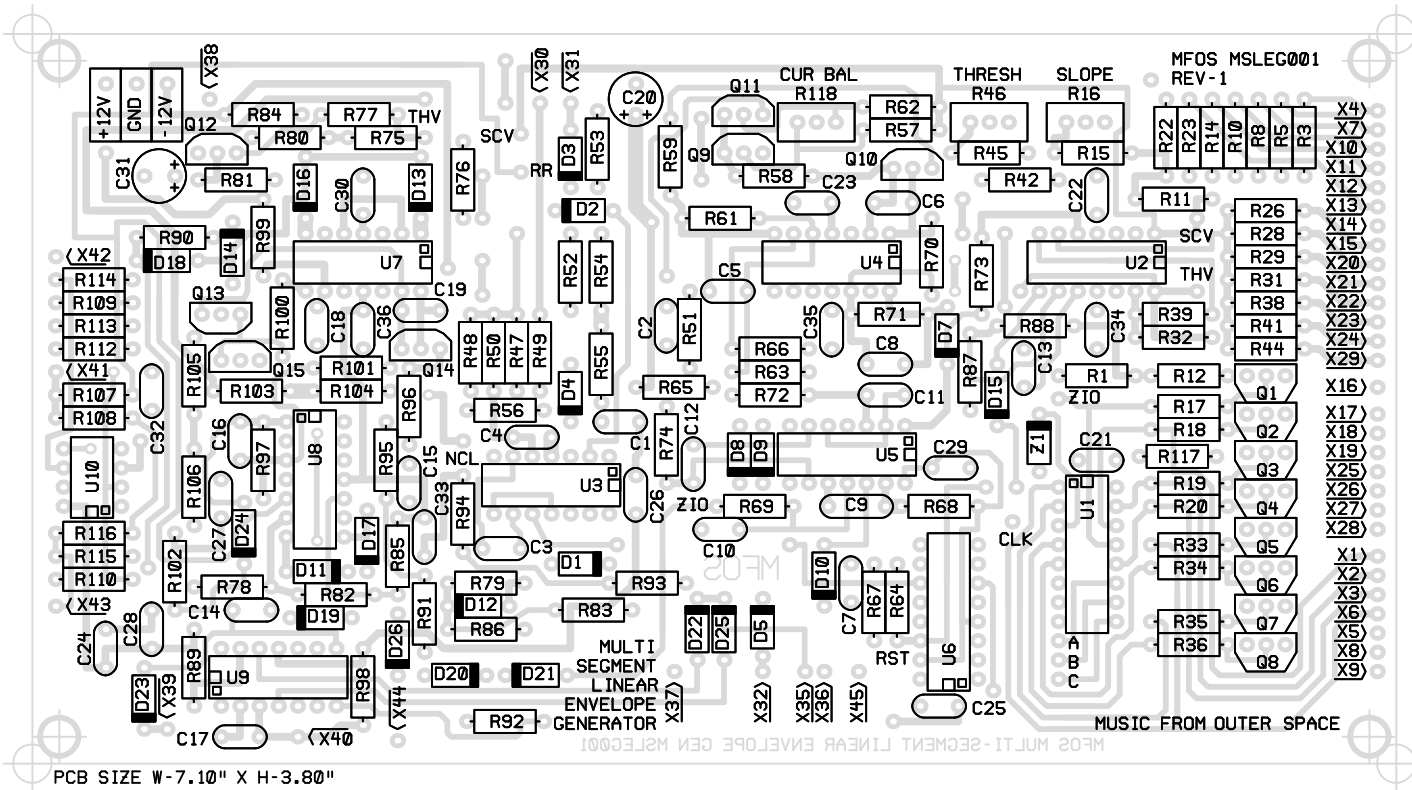 MFOS MSLEG001
REV-1
CUR BAL
R118
THRESH
R46
SLOPE
R16
X38
X30
X31
+12V
GND
-12V
Q12
R84
R77
THV
R80
R75
SCV
C20
Q11
R62
R57
Q9
Q10
R22
R23
R14
R10
R8
R5
R3
X4
X7
X10
X11
X12
X13
X14
X15
X20
X21
X22
X23
X24
X29
X16
X17
X18
X19
X25
X26
X27
X28
X1
X2
X3
X6
X5
X8
X9
C31
R81
D16
C30
D13
R76
RR
D3
R53
R59
R58
C23
C6
R45
R42
R15
C22
R11
D2
R61
R26
R28
R29
R31
R38
R41
R44
SCV
THV
X42
R90
D18
D14
R99
U7
R52
R54
C5
U4
R70
R73
U2
R114
R109
R113
R112
Q13
R100
C18
C36
C19
Q14
R48
R50
R47
R49
C2
R51
C35
R71
D7
R88
C34
R39
R32
X41
R107
R108
C32
R105
Q15
R101
R103
R104
R96
R55
D4
R65
R66
R63
R72
C8
C11
R87
D15
C13
R1
ZIO
R12
R17
R18
R117
R19
R20
R33
R34
R35
R36
Q1
Q2
Q3
Q4
Q5
Q6
Q7
Q8
U10
C16
R97
U8
R95
C15
R56
C4
C1
R74
C12
D8
D9
U5
C29
Z1
C21
NCL
U3
C26
ZIO
R69
C9
R68
U1
R106
C27
D24
D17
R85
C33
R94
C3
C10
CLK
R116
R115
R110
R102
R78
D11
R82
D19
C14
R91
R79
D12
R86
D1
R93
R83
MFOS
D10
C7
R67
R64
U6
RST
X43
C24
C28
R89
U9
R98
D26
D22
D25
D5
A
B
C
D23
X39
X44
D20
D21
MULTI
SEGMENT
LINEAR
ENVELOPE
GENERATOR
X37
X32
X35
X36
X45
C25
C17
X40
R92
MUSIC FROM OUTER SPACE
MFOS MULTI-SEGMENT LINEAR ENVELOPE GEN MSLEG001
PCB SIZE W-7.10" X H-3.80"